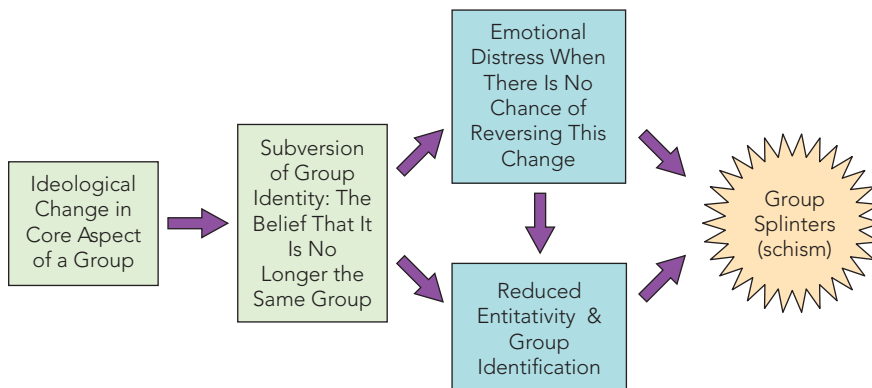 Ideological
Change in
Core Aspect
of a Group
Subversion
of Group
Identity: The
Belief That It
Is No
Longer the
Same Group
Emotional
Distress When
There Is No
Chance of
Reversing This
Change
Reduced
Entitativity &
Group
Identification
Group
Splinters
(schism)